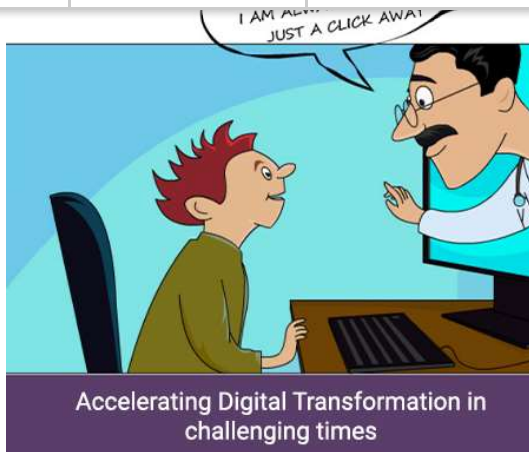 I AM
JUST A CLICK AWAY
Accelerating Digital Transformation in
challenging times